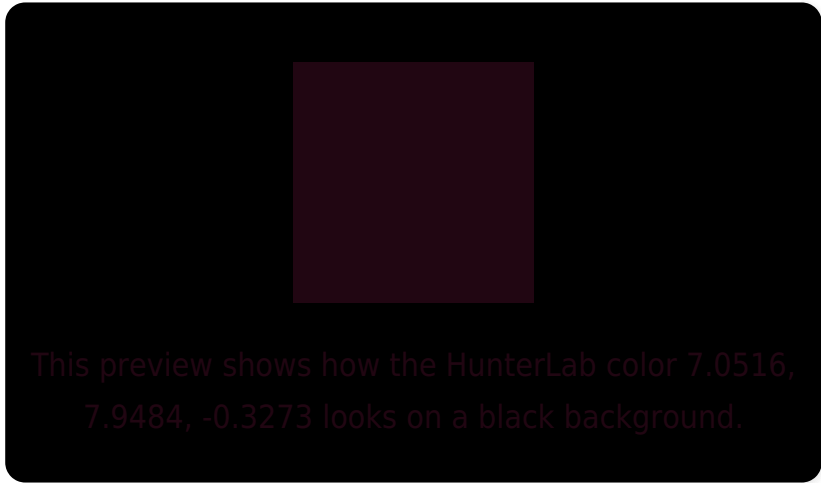 This preview shows how the HunterLab color 7.0516,
7.9484, -0.3273 looks on a black background.